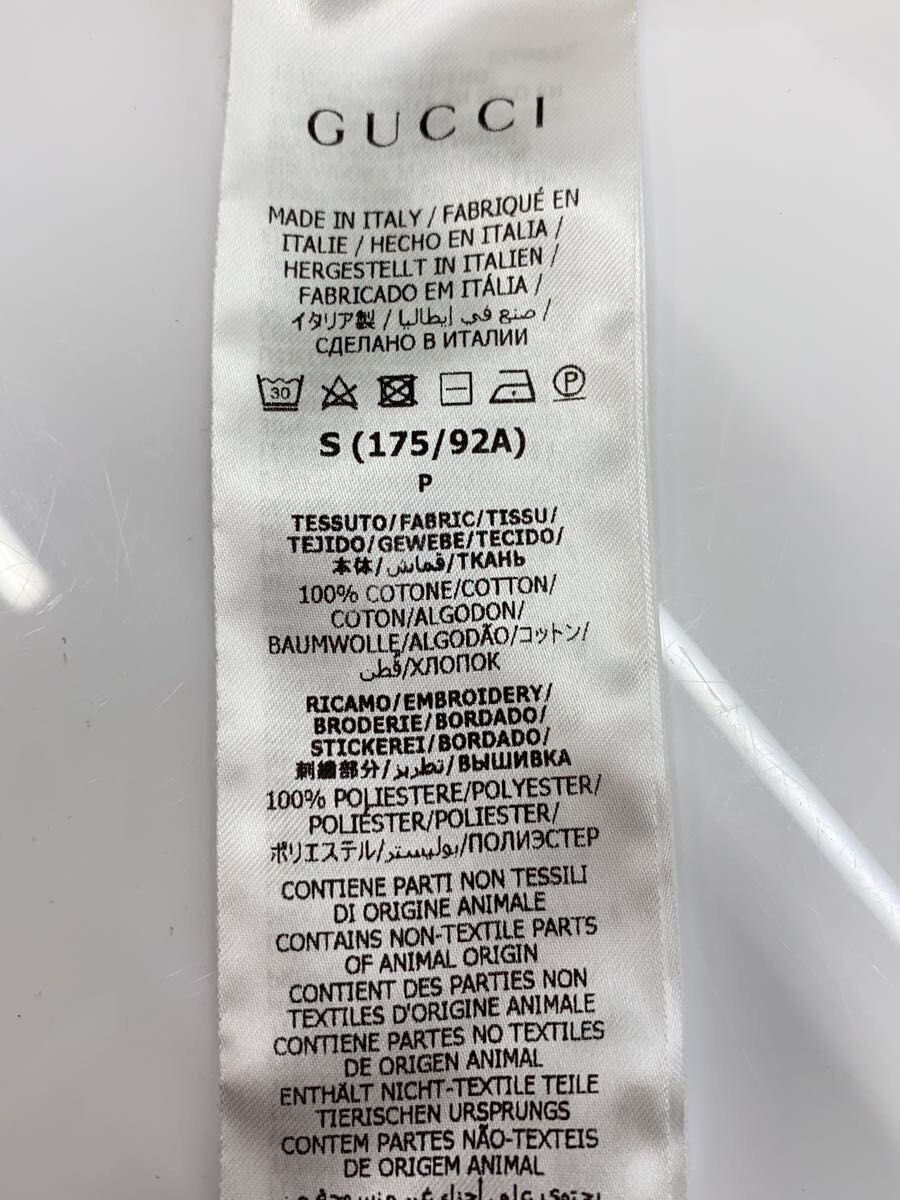 GUCCI
MADE IN ITALY / FABRIQUÉ EN
ITALIE / HECHO EN ITALIA /
HERGESTELLT IN ITALIEN /
FABRICADO EM ITÁLIA /
イタリア製 / صنع في إيطاليا /
СДЕЛАНО В ИТАЛИИ
30 P
S (175/92A)
P
TESSUTO/FABRIC/TISSU/
TEJIDO/GEWEBE/TECIDO/
本体/قماش/ТКАНЬ
100% COTONE/COTTON/
COTON/ALGODON/
BAUMWOLLE/ALGODÃO/コットン/
قطن/ХЛОПОК
RICAMO/EMBROIDERY/
BRODERIE/BORDADO/
STICKEREI/BORDADO/
刺繍部分/تطريز/ВЫШИВКА
100% POLIESTERE/POLYESTER/
POLIÉSTER/POLIESTER/
ポリエステル/بوليستر/ПОЛИЭСТЕР
CONTIENE PARTI NON TESSILI
DI ORIGINE ANIMALE
CONTAINS NON-TEXTILE PARTS
OF ANIMAL ORIGIN
CONTIENT DES PARTIES NON
TEXTILES D'ORIGINE ANIMALE
CONTIENE PARTES NO TEXTILES
DE ORIGEN ANIMAL
ENTHÄLT NICHT-TEXTILE TEILE
TIERISCHEN URSPRUNGS
CONTEM PARTES NÃO-TEXTEIS
DE ORIGEM ANIMAL
يحتوي على أجزاء غير